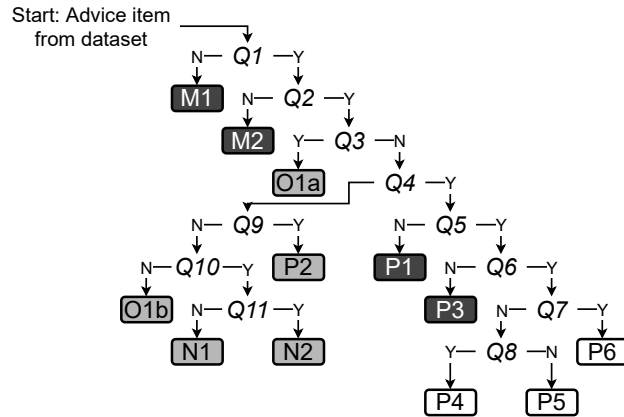 Start: Advice item
from dataset
N Q1 Y
M1 N Q2 Y
M2 Y Q3 N
O1a Q4 Y
N Q9 Y N Q5 Y
N Q10 Y P2 P1 N Q6 Y
O1b N Q11 Y P3 N Q7 Y
N1 N2 Y Q8 N P6
P4 P5